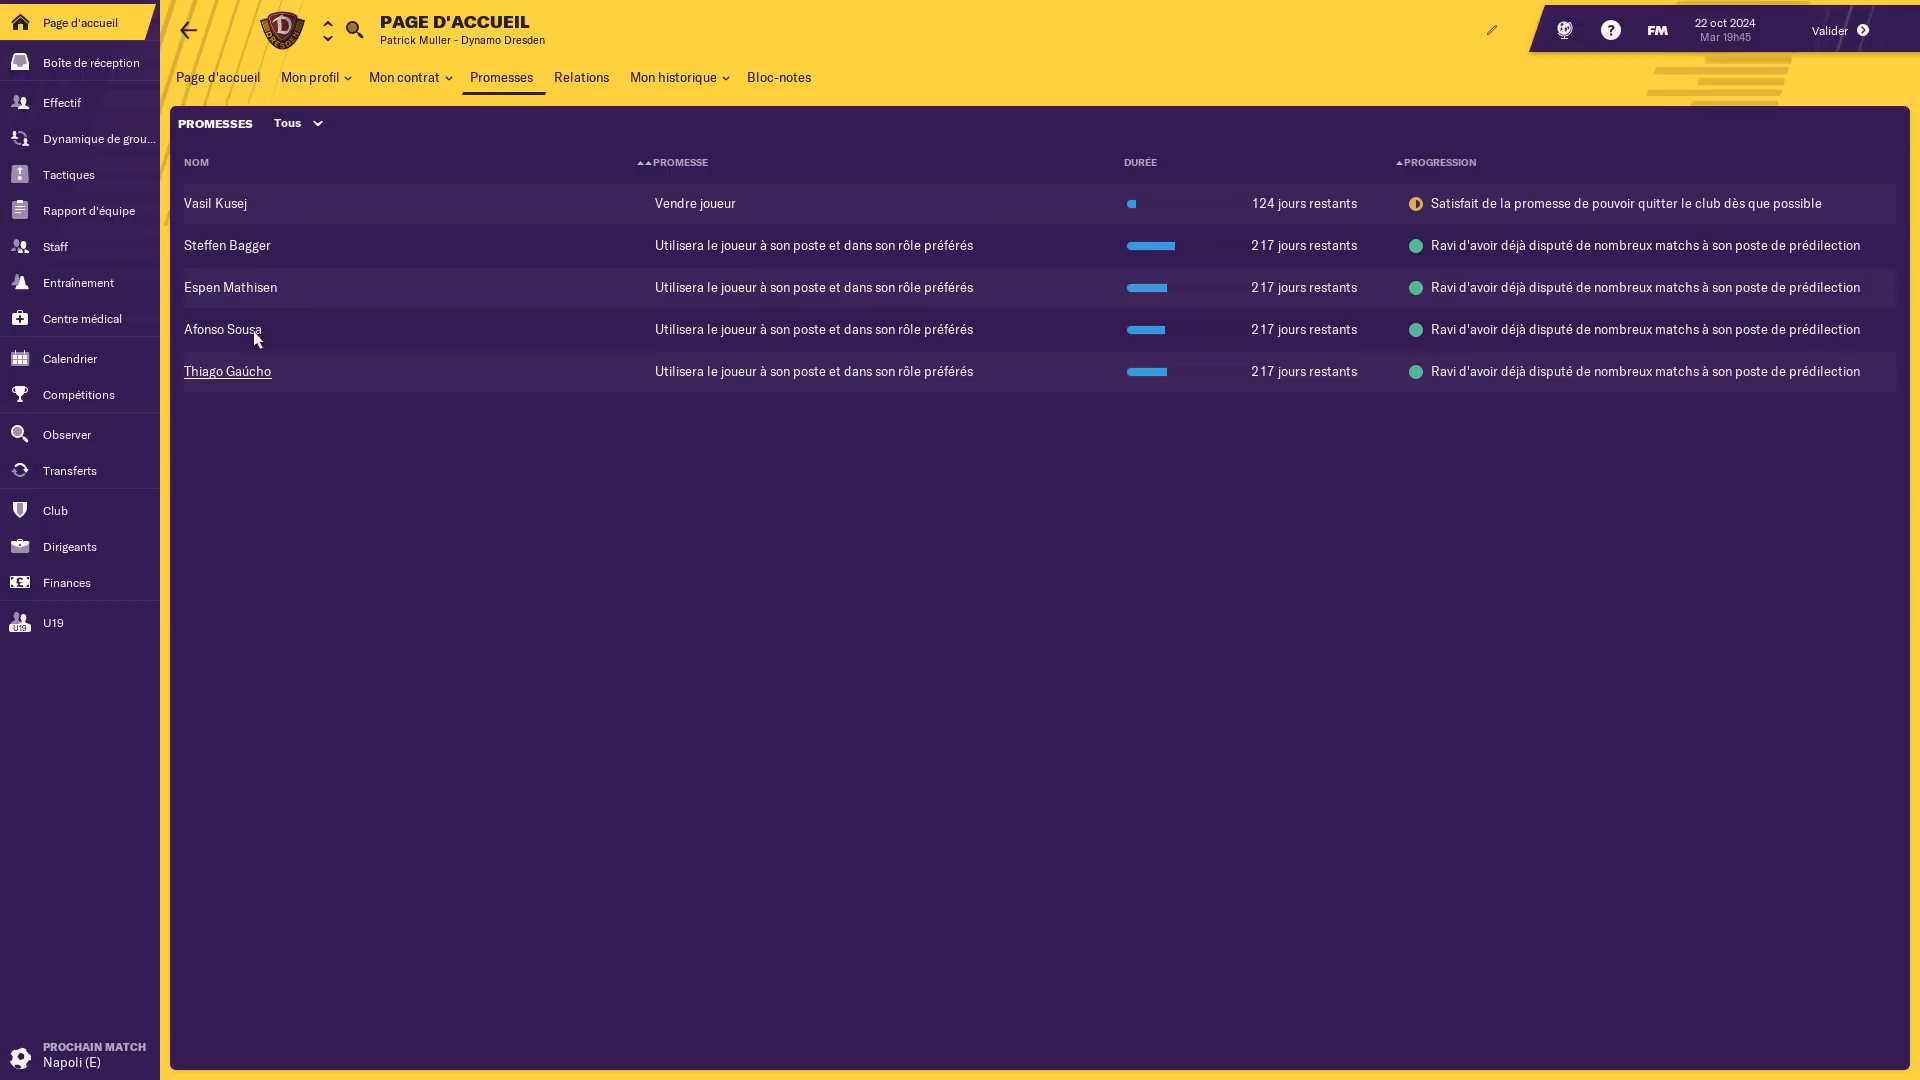 Page d'accueil
Boîte de réception
Effectif
Dynamique de grou...
Tactiques
Rapport d'équipe
Staff
Entraînement
Centre médical
Calendrier
Compétitions
Observer
Transferts
Club
Dirigeants
Finances
U19
U19
PROCHAIN MATCH
Napoli (E)
PAGE D'ACCUEIL
Patrick Muller - Dynamo Dresden
FM
22 oct 2024
Mar 19h45
Valider
Page d'accueil Mon profil Mon contrat Promesses Relations Mon historique Bloc-notes
PROMESSES Tous
NOM PROMESSE DURÉE PROGRESSION
Vasil Kusej Vendre joueur 124 jours restants Satisfait de la promesse de pouvoir quitter le club dès que possible
Steffen Bagger Utilisera le joueur à son poste et dans son rôle préférés 217 jours restants Ravi d'avoir déjà disputé de nombreux matchs à son poste de prédilection
Espen Mathisen Utilisera le joueur à son poste et dans son rôle préférés 217 jours restants Ravi d'avoir déjà disputé de nombreux matchs à son poste de prédilection
Afonso Sousa Utilisera le joueur à son poste et dans son rôle préférés 217 jours restants Ravi d'avoir déjà disputé de nombreux matchs à son poste de prédilection
Thiago Gaúcho Utilisera le joueur à son poste et dans son rôle préférés 217 jours restants Ravi d'avoir déjà disputé de nombreux matchs à son poste de prédilection